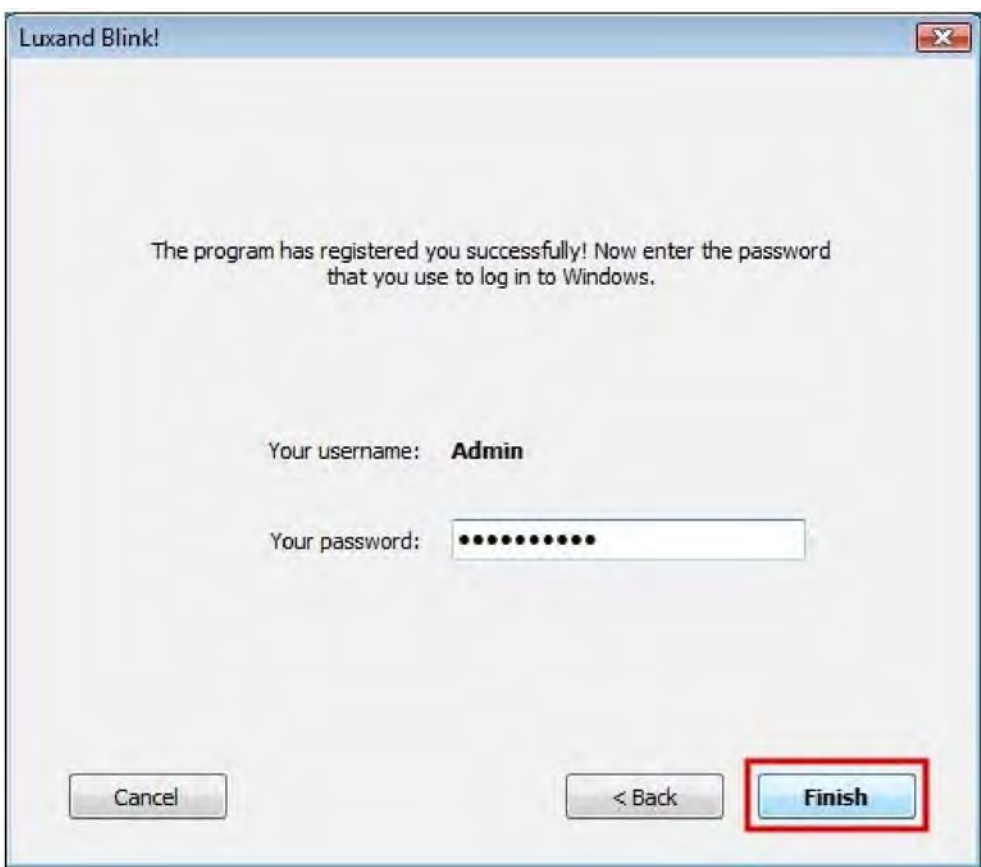 Luxand Blink!
The program has registered you successfully! Now enter the password
that you use to log in to Windows.
Your username: Admin
Your password: ••••••••••
Cancel < Back Finish